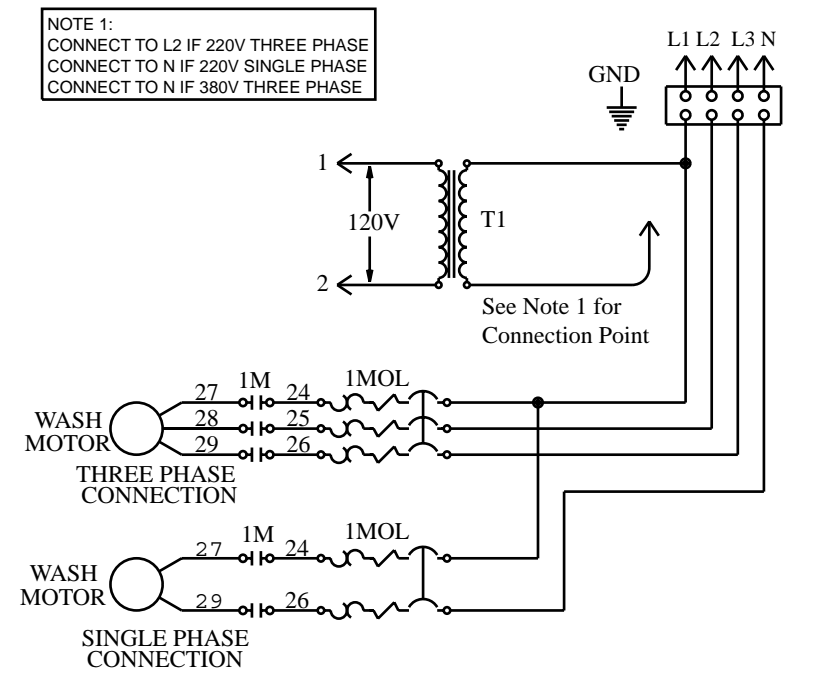 NOTE 1:
CONNECT TO L2 IF 220V THREE PHASE
CONNECT TO N IF 220V SINGLE PHASE
CONNECT TO N IF 380V THREE PHASE
L1 L2 L3 N
GND
1
120V
T1
2
See Note 1 for
Connection Point
27 1M 24 1MOL
28 25
29 26
WASH
MOTOR
THREE PHASE
CONNECTION
27 1M 24 1MOL
29 26
WASH
MOTOR
SINGLE PHASE
CONNECTION